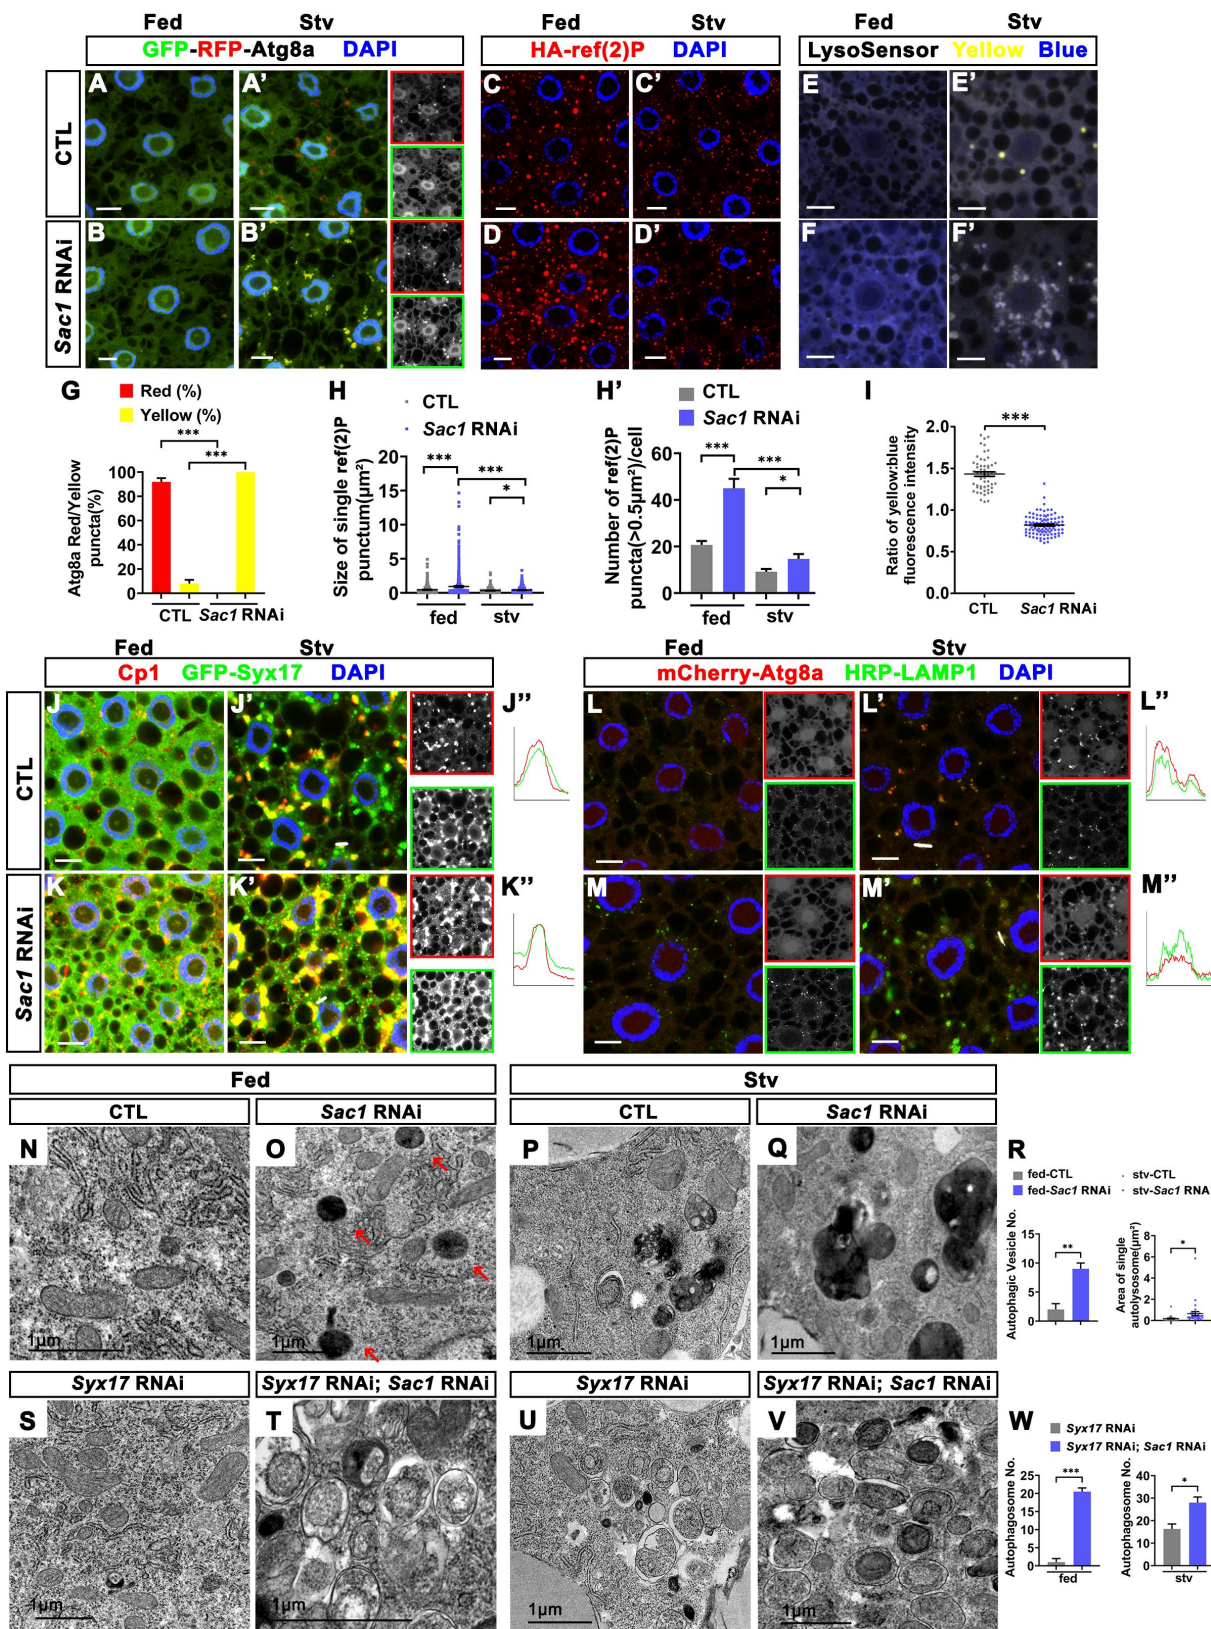 Fed Stv Fed Stv
GFP-RFP-Atg8a DAPI HA-ref(2)P DAPI LysoSensor Yellow Blue
CTL A A' C C' E E'
Sac1 RNAi B B' D D' F F'
G
Red (%)
Yellow (%)
***
***
Atg8a Red/Yellow
puncta(%)
100
80
60
40
20
0
CTL Sac1 RNAi
H
CTL
Sac1 RNAi
Size of single ref(2)P
punctum(μm²)
20
15
10
5
0
*** ***
*
fed stv
H'
CTL
Sac1 RNAi
Number of ref(2)P
puncta(>0.5μm²)/cell
60
40
20
0
*** ***
*
fed stv
I
Ratio of yellow:blue
fluorescence intensity
2.0
1.5
1.0
0.5
0.0
***
CTL Sac1 RNAi
Fed Stv Fed Stv
Cp1 GFP-Syx17 DAPI mCherry-Atg8a HRP-LAMP1 DAPI
CTL J J' J'' L L' L''
Sac1 RNAi K K' K'' M M' M''
Fed Stv
CTL Sac1 RNAi CTL Sac1 RNAi
N O P Q R
1μm 1μm 1μm 1μm
fed-CTL stv-CTL
fed-Sac1 RNAi stv-Sac1 RNA
Autophagic Vesicle No.
15
10
5
0
**
Area of single
autolysosome(μm²)
8
6
4
2
0
*
Syx17 RNAi Syx17 RNAi; Sac1 RNAi Syx17 RNAi Syx17 RNAi; Sac1 RNAi
S T U V W
1μm 1μm 1μm 1μm
Syx17 RNAi
Syx17 RNAi; Sac1 RNAi
Autophagosome No.
25
20
15
10
5
0
***
fed
Autophagosome No.
40
30
20
10
0
*
stv